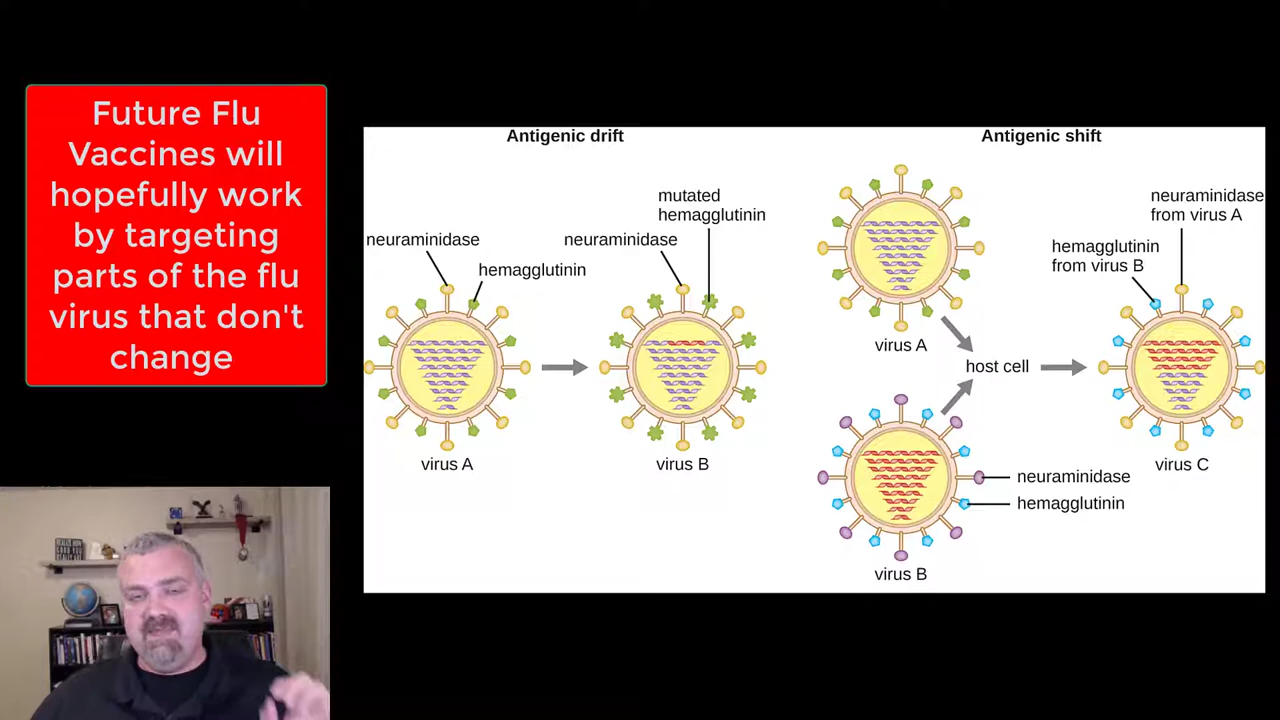 Future Flu
Vaccines will
hopefully work
by targeting
parts of the flu
virus that don't
change
Antigenic drift
neuraminidase
hemagglutinin
virus A
neuraminidase
mutated
hemagglutinin
virus B
Antigenic shift
virus A
host cell
neuraminidase
hemagglutinin
virus B
hemagglutinin
from virus B
neuraminidase
from virus A
virus C